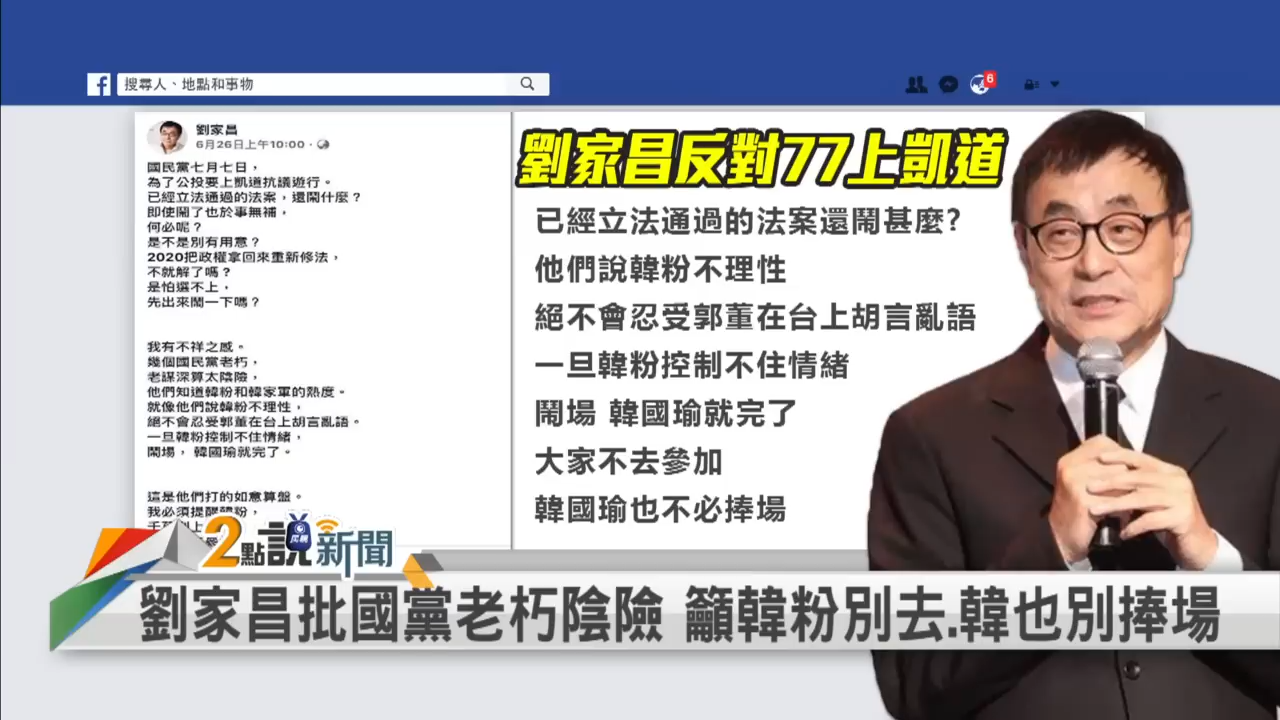 搜尋人、地點和事物
6
劉家昌
6月26日上午10:00
國民黨七月七日，
為了公投要上凱道抗議遊行。
已經立法通過的法案，還鬧什麼？
即使鬧了也於事無補，
何必呢？
是不是別有用意？
2020把政權拿回來重新修法，
不就解了嗎？
是怕選不上，
先出來鬧一下嗎？
我有不祥之感。
幾個國民黨老朽，
老謀深算太陰險，
他們知道韓粉和韓家軍的熱度。
就像他們說韓粉不理性，
絕不會忍受郭董在台上胡言亂語。
一旦韓粉控制不住情緒，
鬧場， 韓國瑜就完了。
這是他們打的如意算盤。
我必須提醒韓粉，
劉家昌反對77上凱道
已經立法通過的法案還鬧甚麼?
他們說韓粉不理性
絕不會忍受郭董在台上胡言亂語
一旦韓粉控制不住情緒
鬧場 韓國瑜就完了
大家不去參加
韓國瑜也不必捧場
2點說新聞
民視
劉家昌批國黨老朽陰險 籲韓粉別去.韓也別捧場